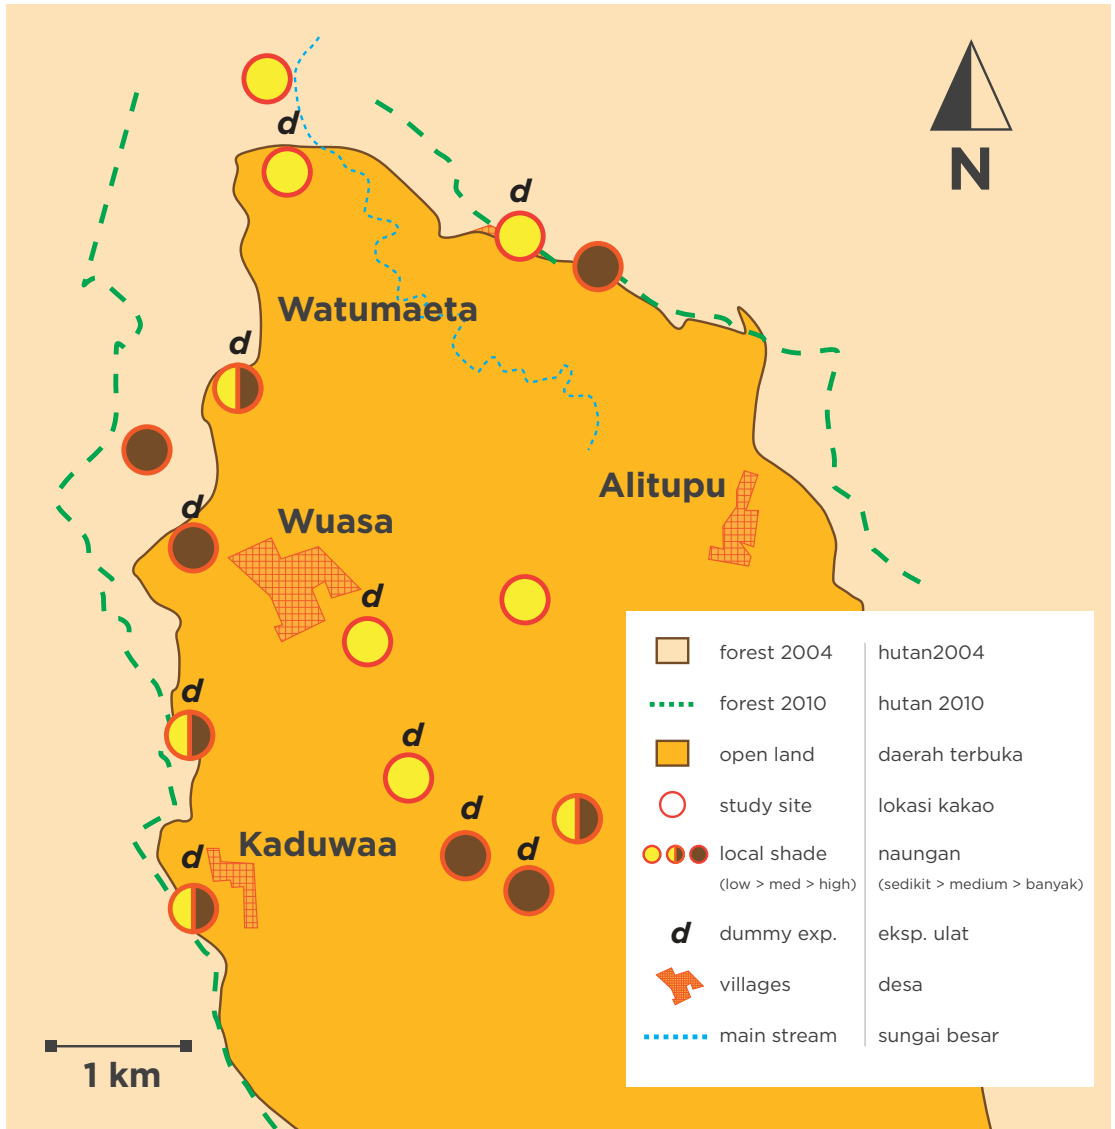 d
N
d
Watumaeta
d
Alitupu
d
Wuasa
d
d
d
d
d
d
Kaduwaa
1 km
forest 2004 hutan2004
forest 2010 hutan 2010
open land daerah terbuka
study site lokasi kakao
local shade naungan
(low > med > high) (sedikit > medium > banyak)
d dummy exp. eksp. ulat
villages desa
main stream sungai besar